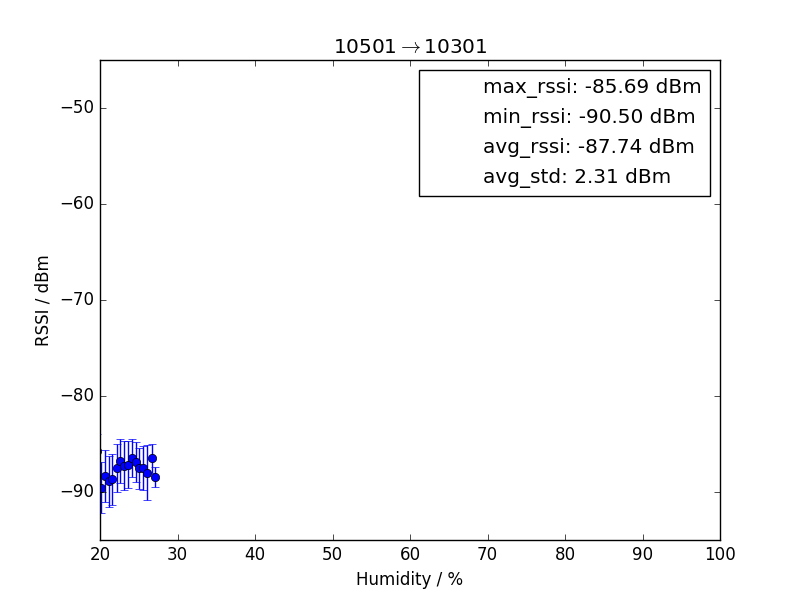 10501→10301
max_rssi: -85.69 dBm
min_rssi: -90.50 dBm
avg_rssi: -87.74 dBm
avg_std: 2.31 dBm
−50
−60
−70
−80
−90
RSSI / dBm
20 30 40 50 60 70 80 90 100
Humidity / %